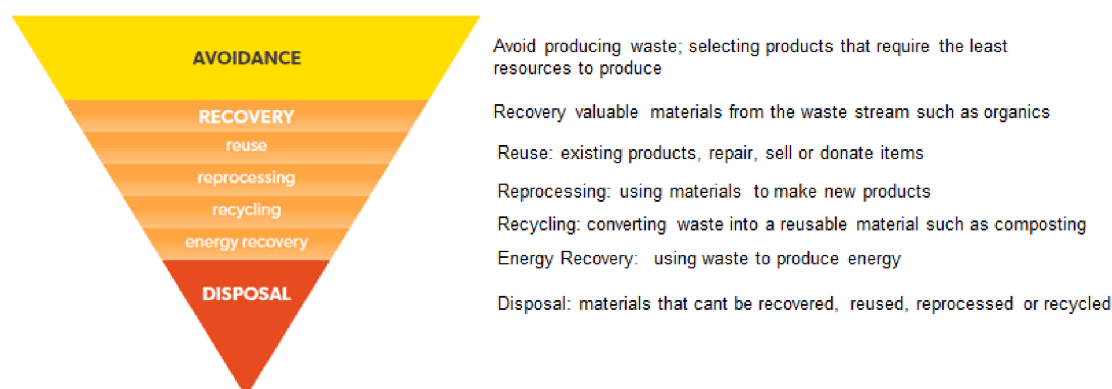 AVOIDANCE
Avoid producing waste; selecting products that require the least
resources to produce
RECOVERY
Recovery valuable materials from the waste stream such as organics
reuse
Reuse: existing products, repair, sell or donate items
reprocessing
Reprocessing: using materials to make new products
recycling
Recycling: converting waste into a reusable material such as composting
energy recovery
Energy Recovery: using waste to produce energy
DISPOSAL
Disposal: materials that cant be recovered, reused, reprocessed or recycled